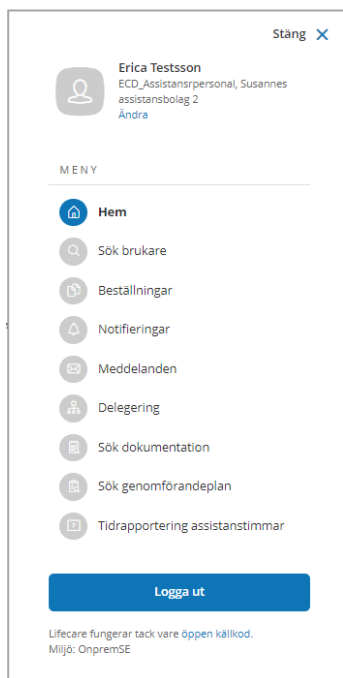 Stäng
Erica Testsson
ECD_Assistansrpersonal, Susannes
assistansbolag 2
Ändra
MENY
Hem
Sök brukare
Beställningar
Notifieringar
Meddelanden
Delegering
Sök dokumentation
Sök genomförandeplan
Tidrapportering assistanstimmar
Logga ut
Lifecare fungerar tack vare öppen källkod.
Miljö: OnpremSE